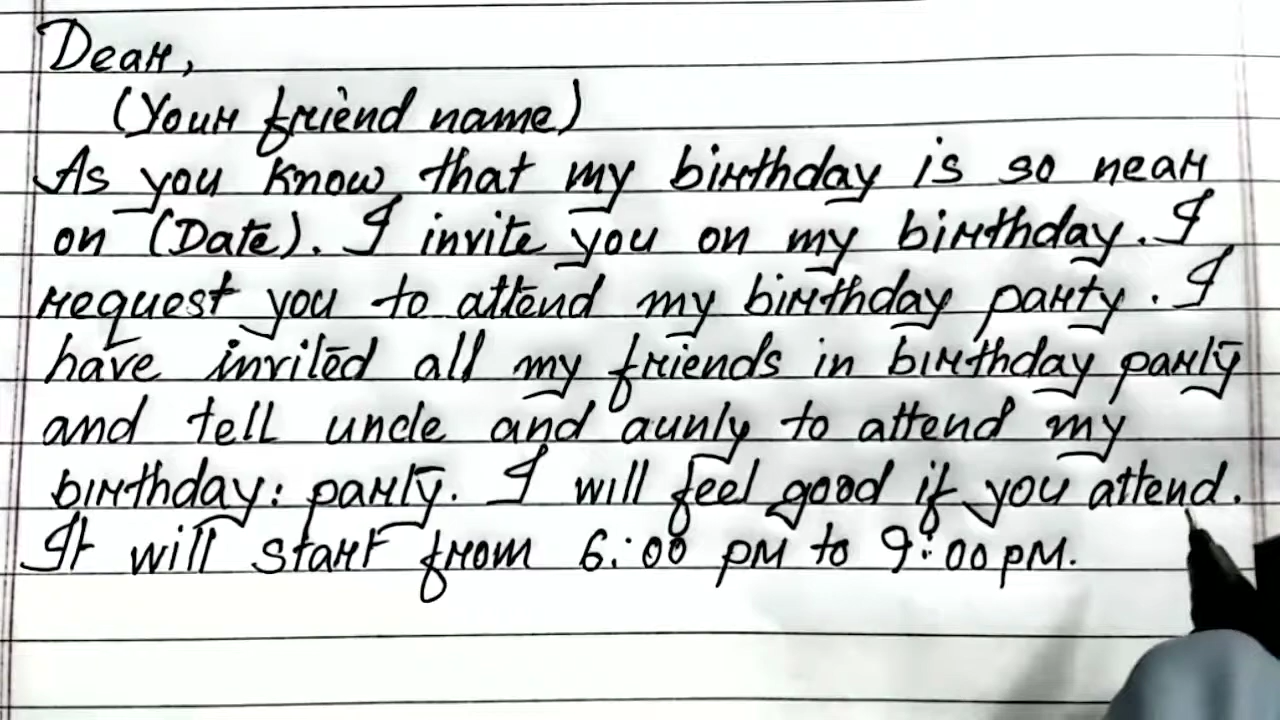 Dear,
(Your friend name)
As you know that my birthday is so near
on (Date). I invite you on my birthday. I
request you to attend my birthday party. I
have invited all my friends in birthday party
and tell uncle and aunty to attend my
birthday: party. I will feel good if you attend.
It will start from 6:00 PM to 9:00 PM.